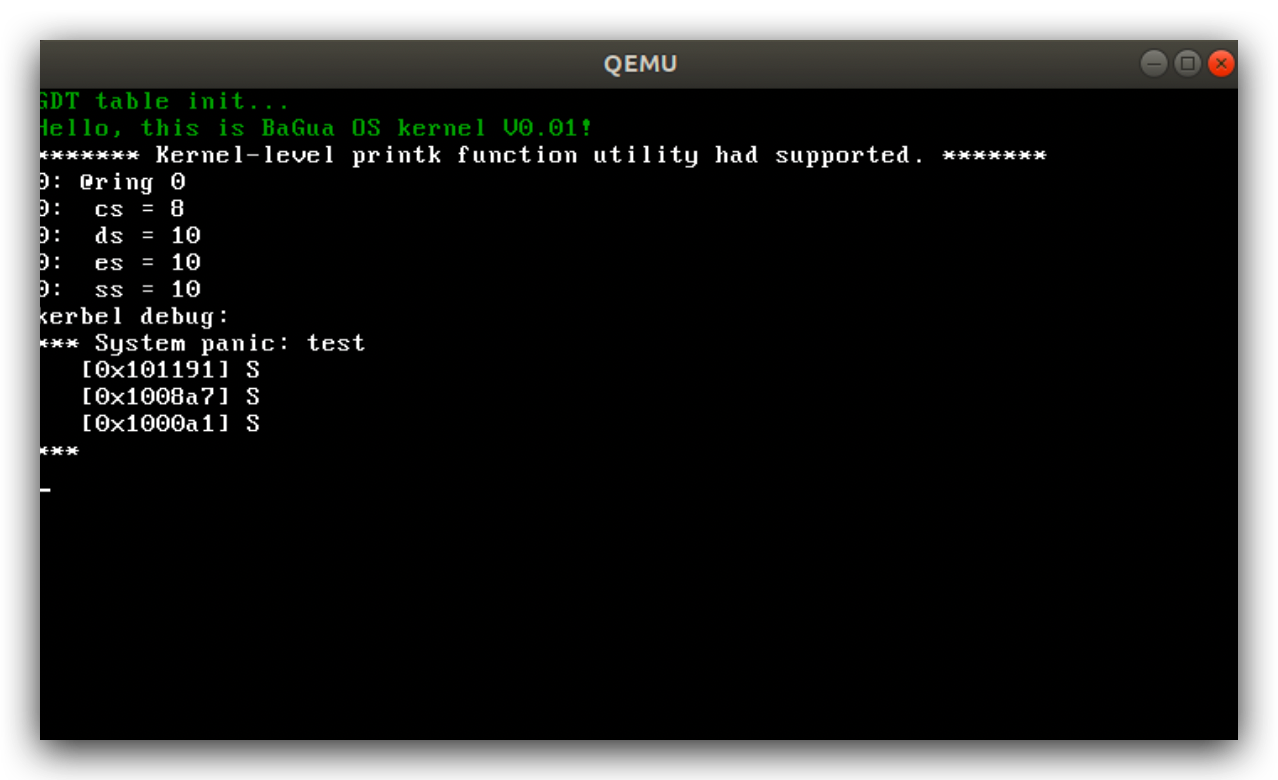 QEMU
GDT table init...
Hello, this is BaGua OS kernel V0.01!
******* Kernel-level printk function utility had supported. *******
0: @ring 0
0:  cs = 8
0:  ds = 10
0:  es = 10
0:  ss = 10
kerbel debug:
*** System panic: test
   [0x101191] S
   [0x1008a7] S
   [0x1000a1] S
***
_